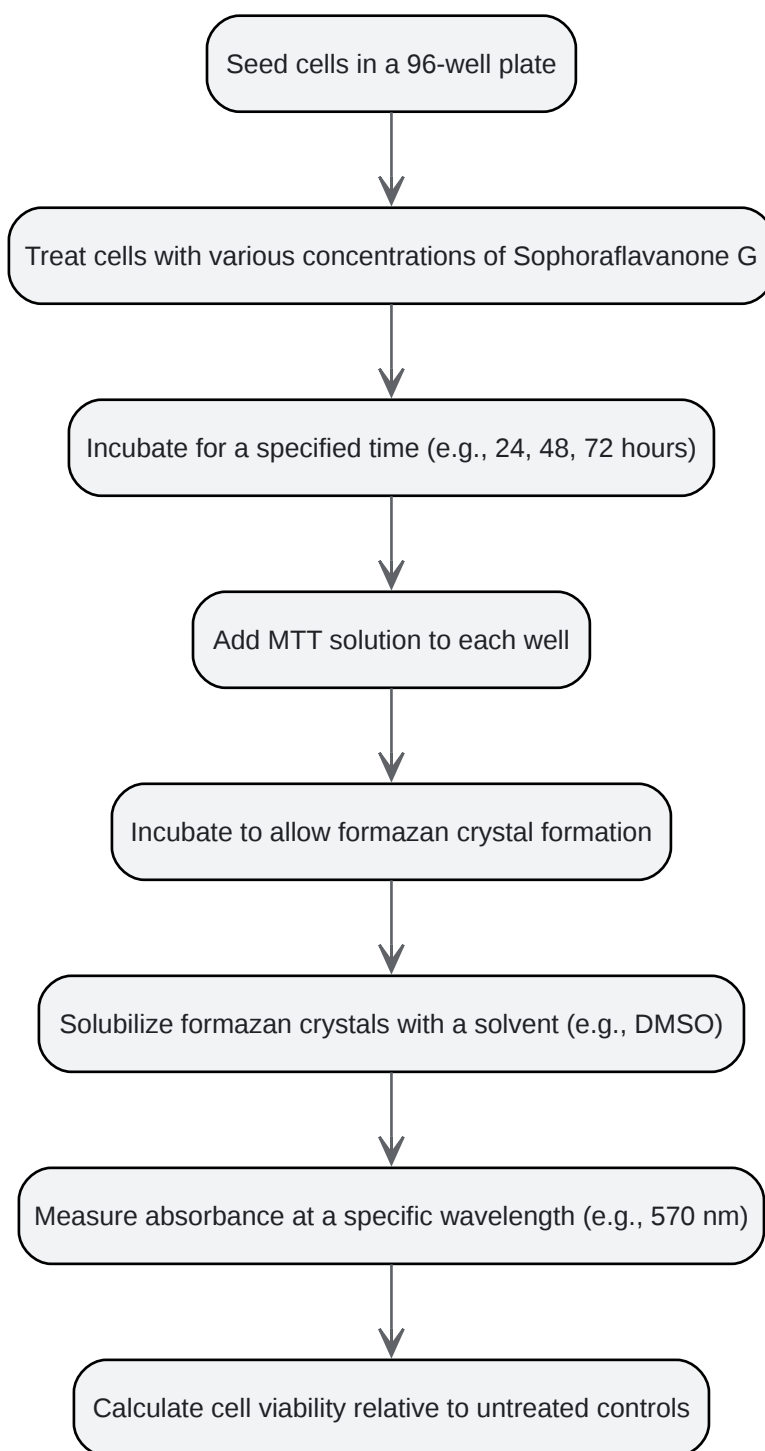 Seed cells in a 96-well plate
Treat cells with various concentrations of Sophoraflavanone G
Incubate for a specified time (e.g., 24, 48, 72 hours)
Add MTT solution to each well
Incubate to allow formazan crystal formation
Solubilize formazan crystals with a solvent (e.g., DMSO)
Measure absorbance at a specific wavelength (e.g., 570 nm)
Calculate cell viability relative to untreated controls